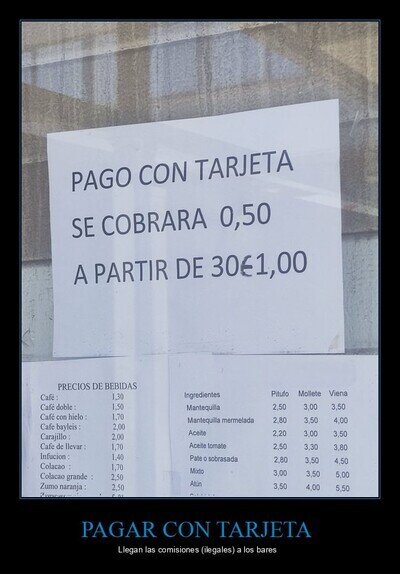 PAGO CON TARJETA
SE COBRARA 0,50
A PARTIR DE 30€1,00
PRECIOS DE BEBIDAS
Café : 1,30
Café doble : 1,50
Café con hielo : 1,70
Cafe bayleis : 2,00
Carajillo : 2,00
Cafe de llevar : 1,70
Infucion : 1,40
Colacao : 1,70
Colacao grande : 2,50
Zumo naranja : 2,50
Ingredientes Pitufo Mollete Viena
Mantequilla 2,50 3,00 3,50
Mantequilla mermelada 2,80 3,50 4,00
Aceite 2,20 3,00 3,50
Aceite tomate 2,50 3,30 3,80
Pate o sobrasada 2,80 3,50 4,50
Mixto 3,00 3,50 5,00
Atún 3,50 4,00 5,50
PAGAR CON TARJETA
Llegan las comisiones (ilegales) a los bares